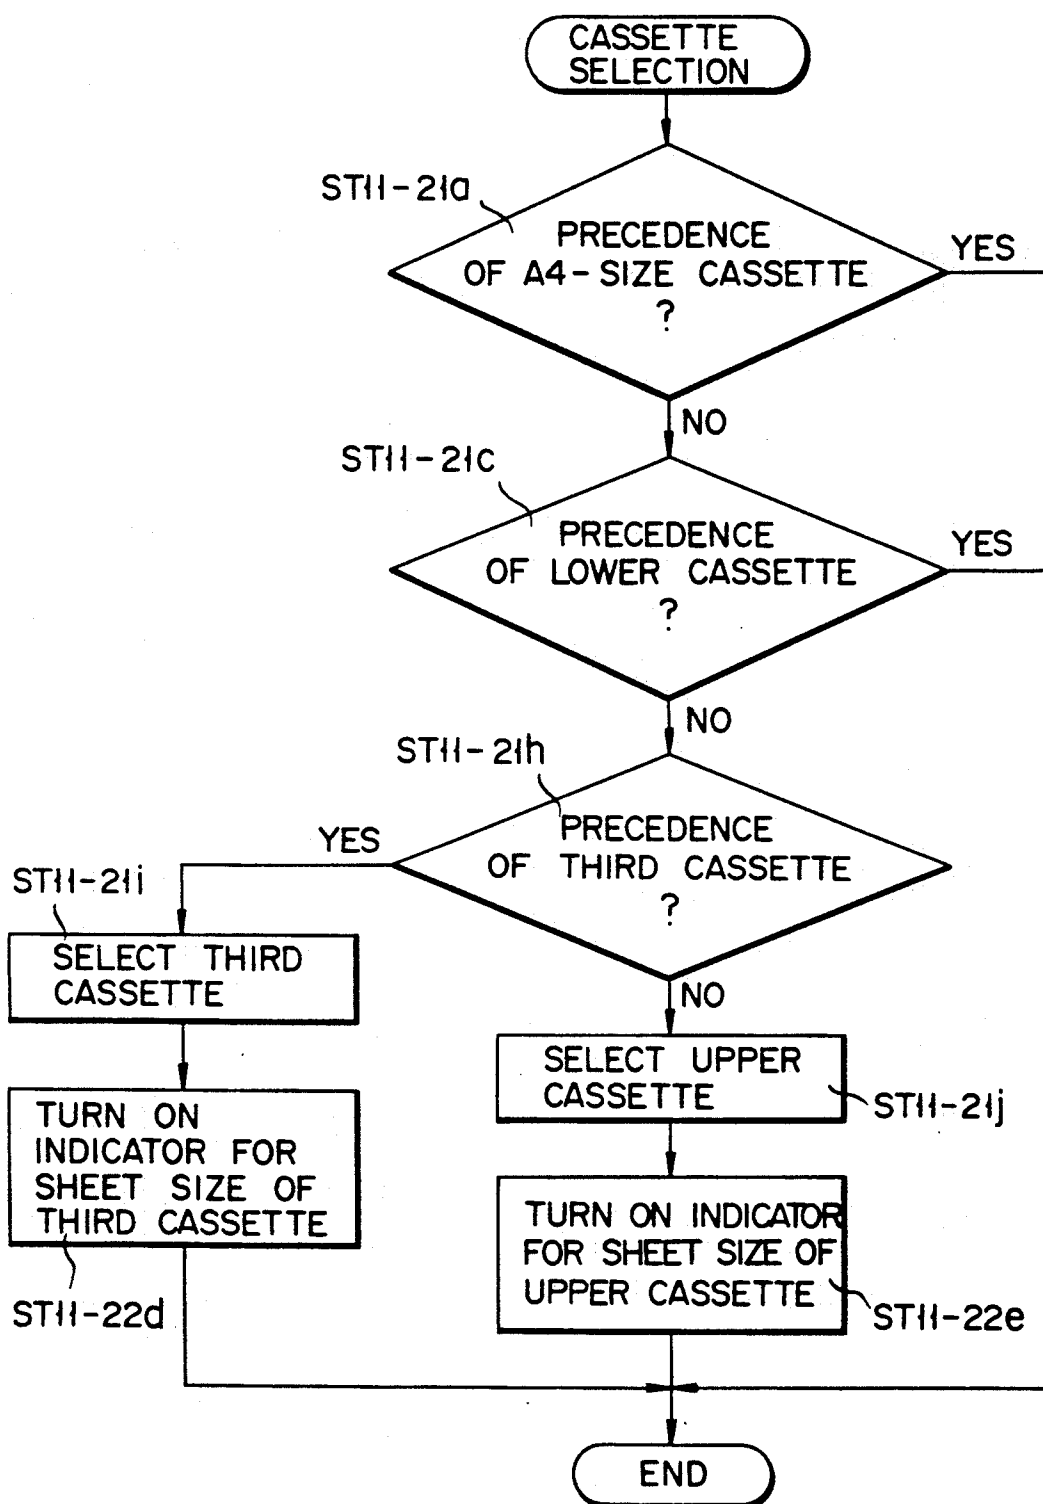 CASSETTE
SELECTION
ST11-21a
PRECEDENCE
OF A4-SIZE CASSETTE
?
YES
NO
ST11-21c
PRECEDENCE
OF LOWER CASSETTE
?
YES
NO
ST11-21h
PRECEDENCE
OF THIRD CASSETTE
?
YES
NO
ST11-21i
SELECT THIRD
CASSETTE
SELECT UPPER
CASSETTE
ST11-21j
TURN ON
INDICATOR FOR
SHEET SIZE OF
THIRD CASSETTE
ST11-22d
TURN ON INDICATOR
FOR SHEET SIZE OF
UPPER CASSETTE
ST11-22e
END